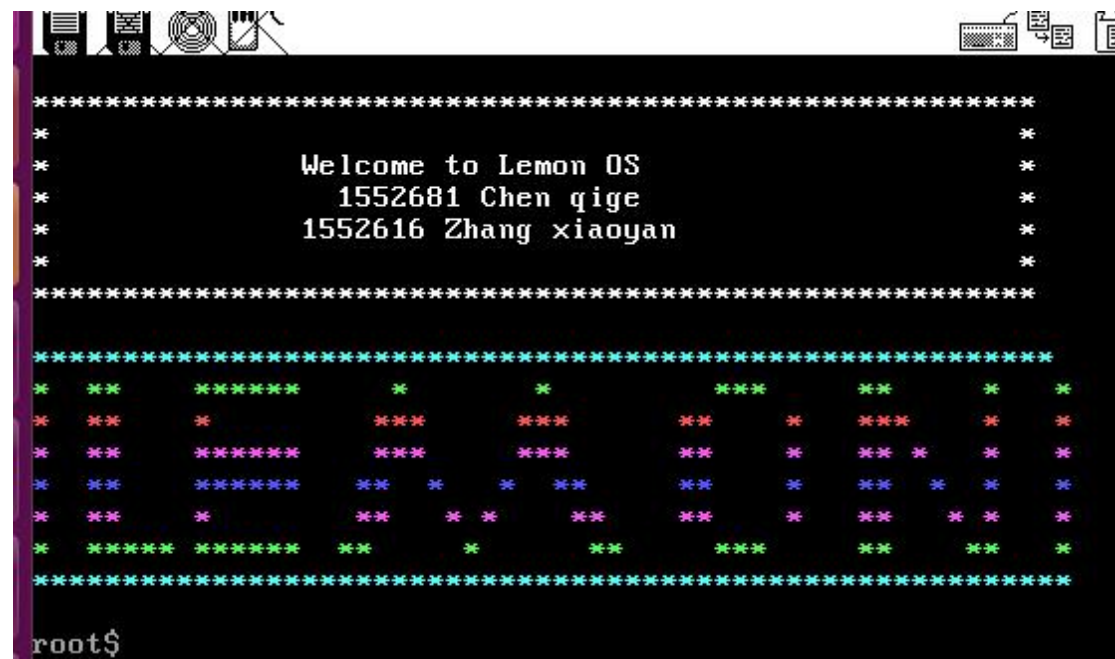 ***********************************************************
* *
* Welcome to Lemon OS *
* 1552681 Chen qige *
* 1552616 Zhang xiaoyan *
* *
***********************************************************
************************************************************
* ** ****** * * *** ** * *
* ** * *** *** ** * *** * *
* ** ****** *** *** ** * ** * * *
* ** ****** ** * * ** ** * ** * * *
* ** * ** * * ** ** * ** * * *
* ***** ****** ** * ** *** ** ** *
*************************************************************
root$